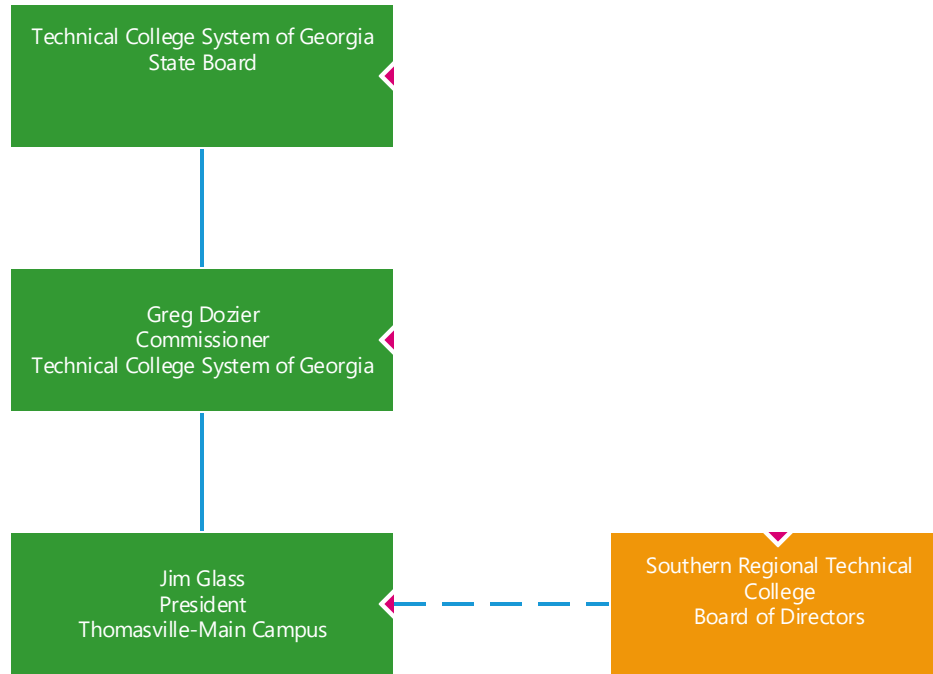 Technical College System of Georgia
State Board
Greg Dozier
Commissioner
Technical College System of Georgia
Jim Glass
President
Thomasville-Main Campus
Southern Regional Technical
College
Board of Directors